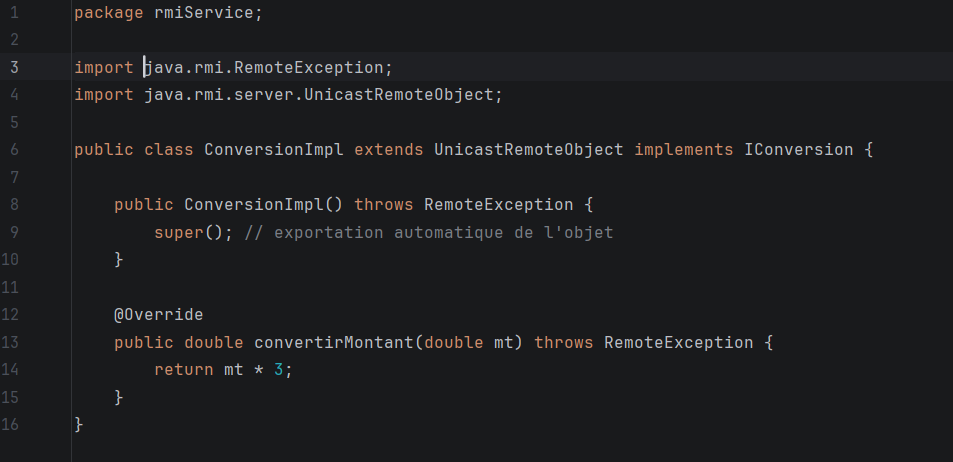 1 package rmiService;
2
3 import java.rmi.RemoteException;
4 import java.rmi.server.UnicastRemoteObject;
5
6 public class ConversionImpl extends UnicastRemoteObject implements IConversion {
7
8     public ConversionImpl() throws RemoteException {
9         super(); // exportation automatique de l'objet
10     }
11
12     @Override
13     public double convertirMontant(double mt) throws RemoteException {
14         return mt * 3;
15     }
16 }